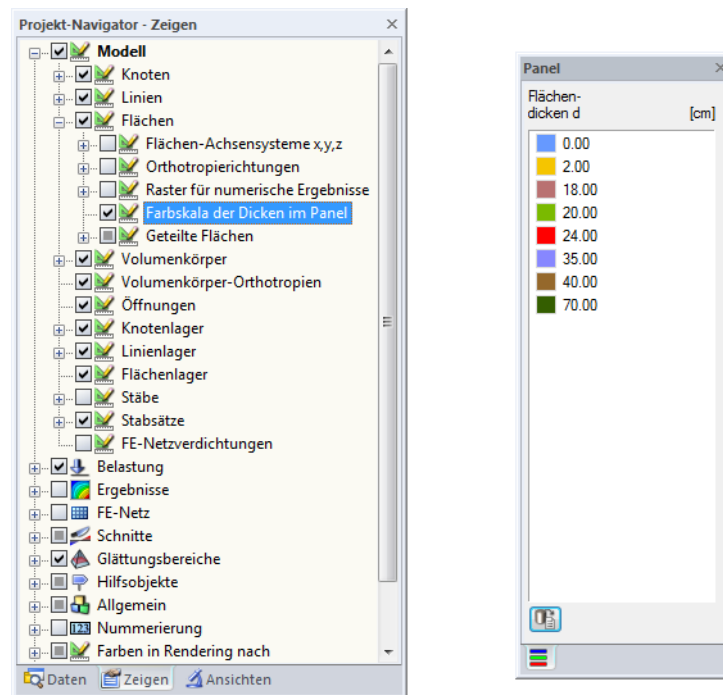 Projekt-Navigator - Zeigen
Modell
Knoten
Linien
Flächen
Flächen-Achsensysteme x,y,z
Orthotropierichtungen
Raster für numerische Ergebnisse
Farbskala der Dicken im Panel
Geteilte Flächen
Volumenkörper
Volumenkörper-Orthotropien
Öffnungen
Knotenlager
Linienlager
Flächenlager
Stäbe
Stabsätze
FE-Netzverdichtungen
Belastung
Ergebnisse
FE-Netz
Schnitte
Glättungsbereiche
Hilfsobjekte
Allgemein
123 Nummerierung
Farben in Rendering nach
Daten Zeigen Ansichten
Panel
Flächen-
dicken d [cm]
0.00
2.00
18.00
20.00
24.00
35.00
40.00
70.00